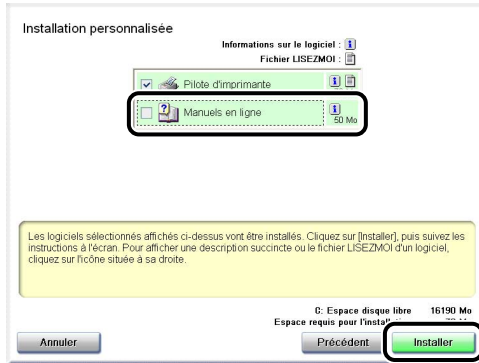 Installation personnalisée
Informations sur le logiciel :
Fichier LISEZMOI :
Pilote d'imprimante
Manuels en ligne
50 Mo
Les logiciels sélectionnés affichés ci-dessus vont être installés. Cliquez sur [Installer], puis suivez les
instructions à l'écran. Pour afficher une description succincte ou le fichier LISEZMOI d'un logiciel,
cliquez sur l'icône située à sa droite.
C: Espace disque libre 16190 Mo
Espace requis pour
Annuler
Précédent
Installer